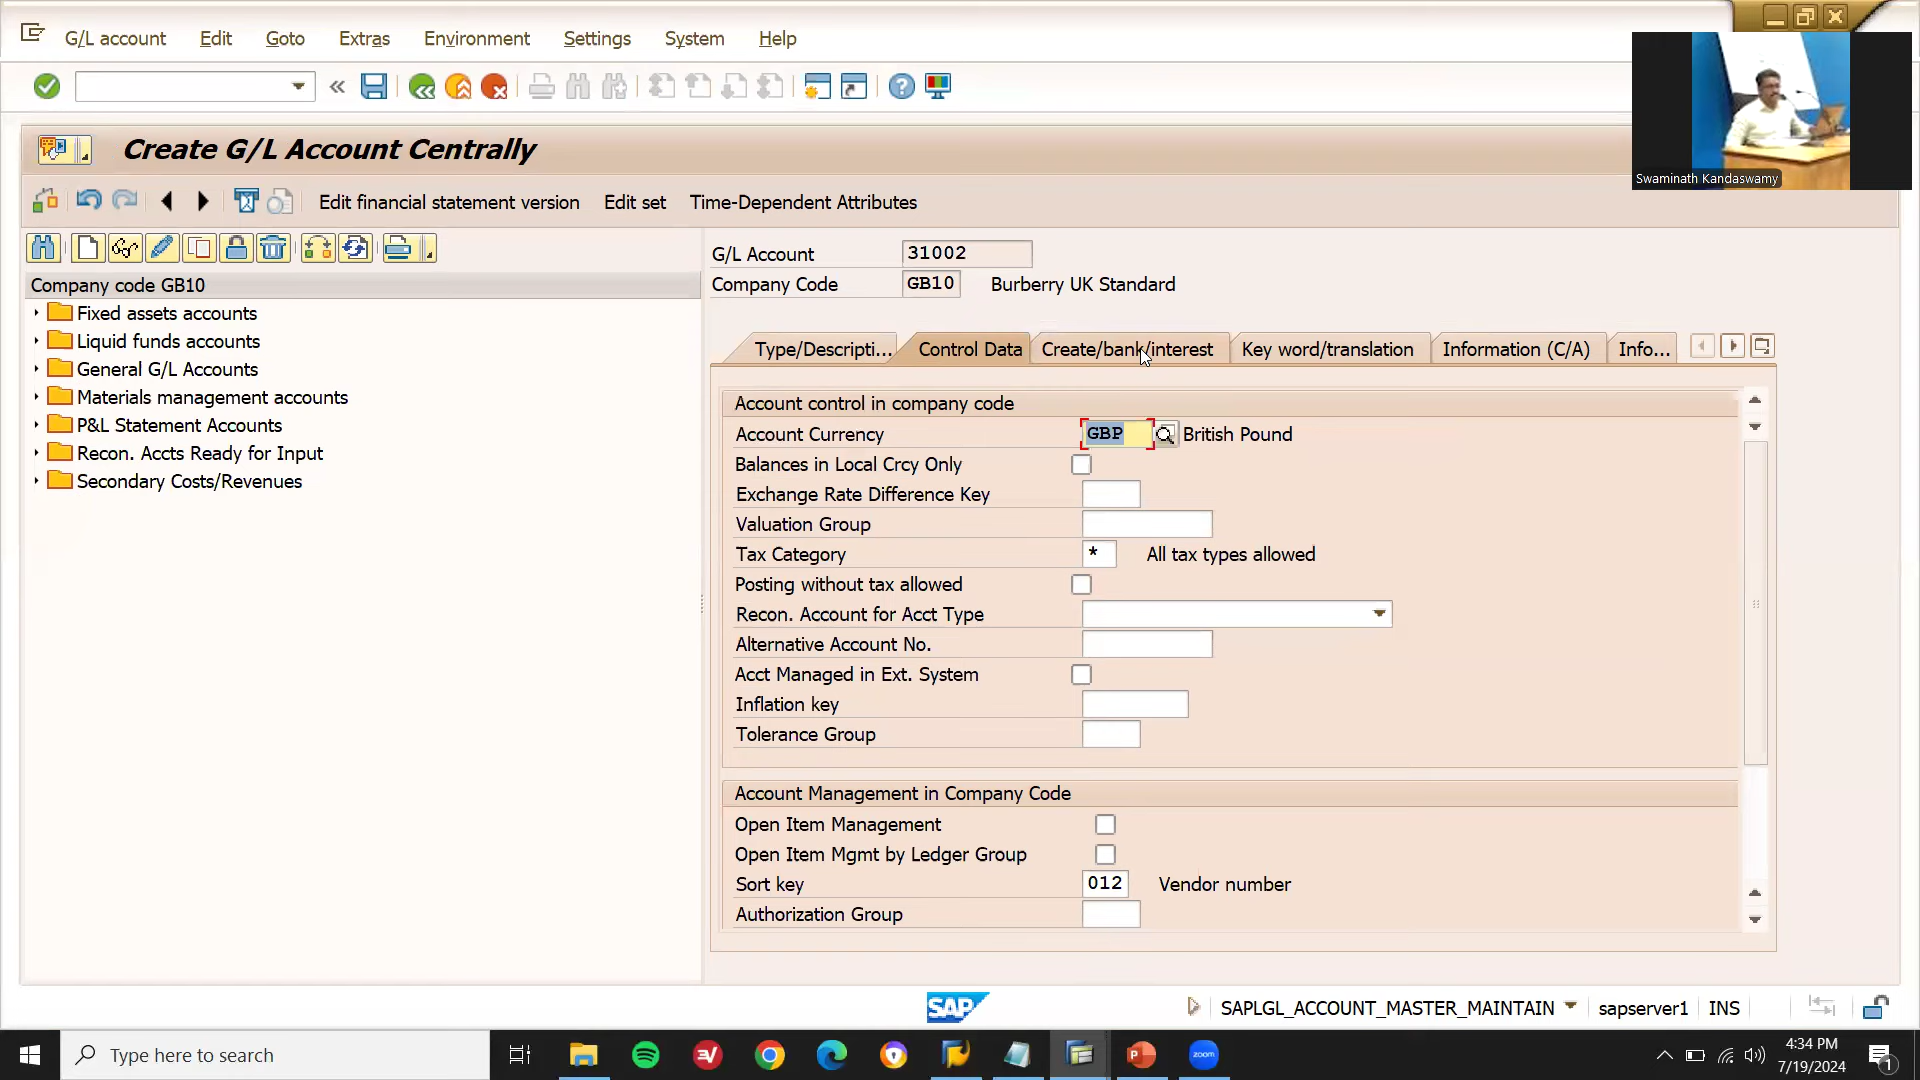 G/L account Edit Goto Extras Environment Settings System Help
Swaminath Kandaswamy
Create G/L Account Centrally
Edit financial statement version Edit set Time-Dependent Attributes
Company code GB10
Fixed assets accounts
Liquid funds accounts
General G/L Accounts
Materials management accounts
P&L Statement Accounts
Recon. Accts Ready for Input
Secondary Costs/Revenues
G/L Account 31002
Company Code GB10 Burberry UK Standard
Type/Descripti... Control Data Create/bank/interest Key word/translation Information (C/A) Info...
Account control in company code
Account Currency GBP British Pound
Balances in Local Crcy Only
Exchange Rate Difference Key
Valuation Group
Tax Category * All tax types allowed
Posting without tax allowed
Recon. Account for Acct Type
Alternative Account No.
Acct Managed in Ext. System
Inflation key
Tolerance Group
Account Management in Company Code
Open Item Management
Open Item Mgmt by Ledger Group
Sort key 012 Vendor number
Authorization Group
SAP SAPLGL_ACCOUNT_MASTER_MAINTAIN sapserver1 INS
Type here to search
zoom
4:34 PM
7/19/2024
1